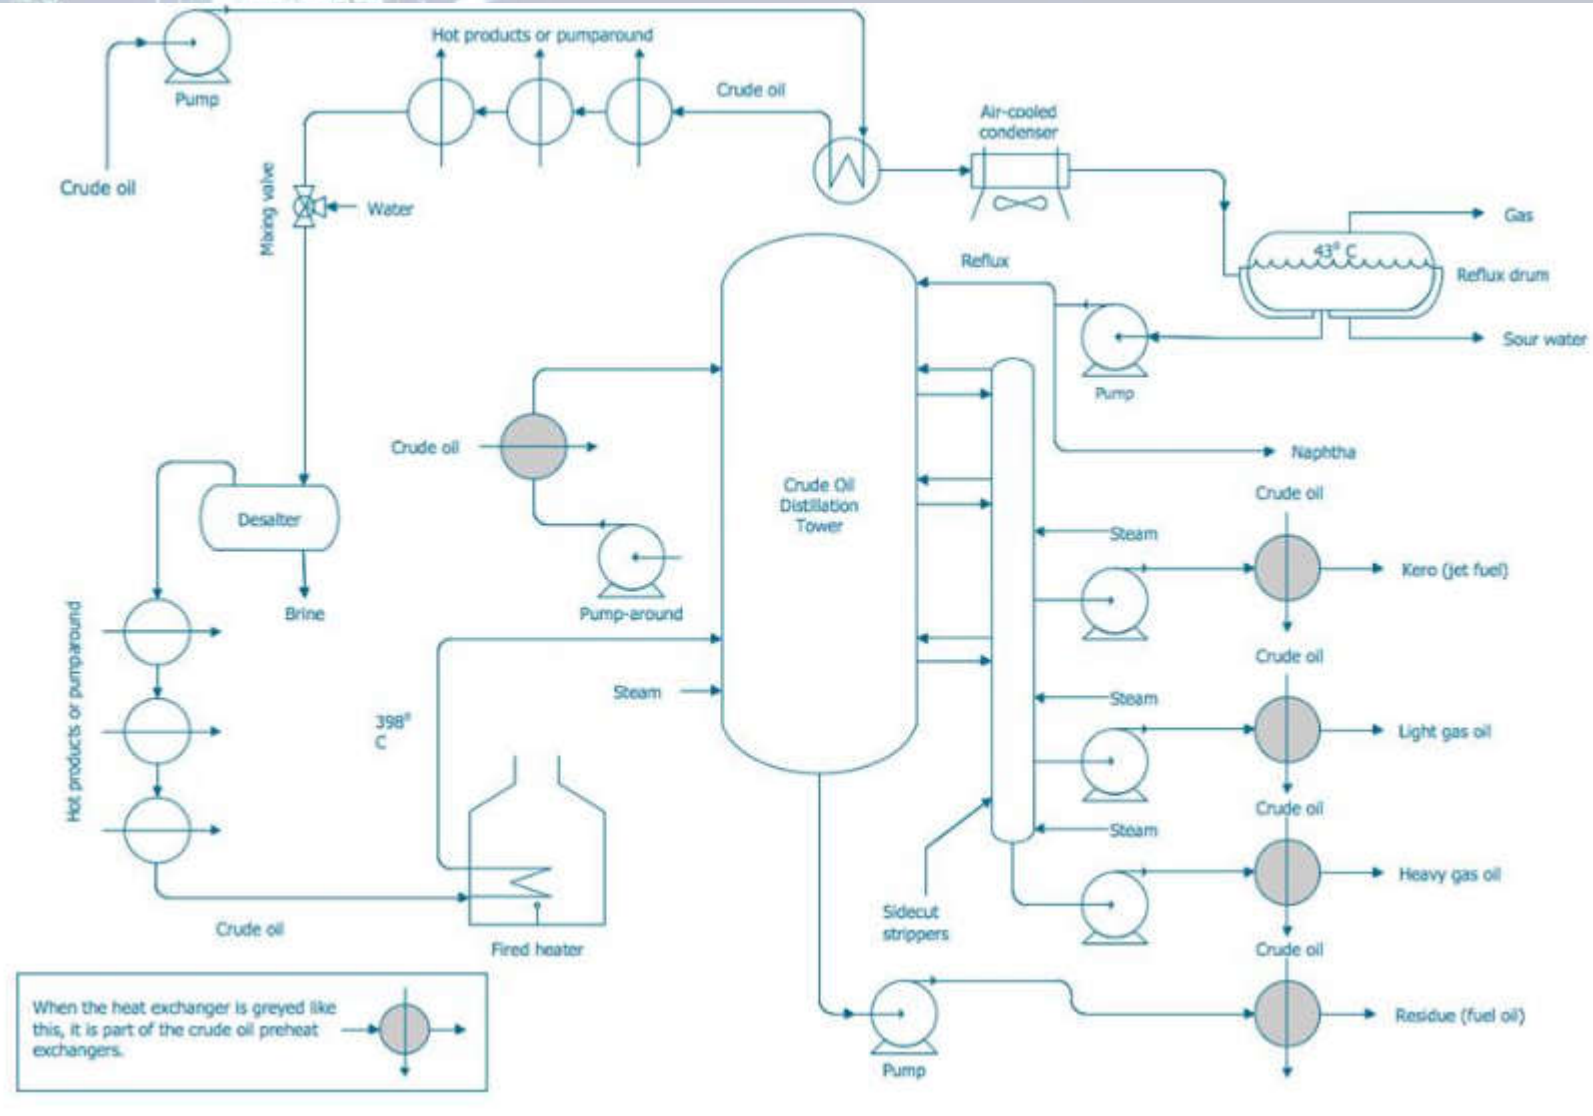 Hot products or pumparound
Pump
Crude oil
Crude oil
Air-cooled
condenser
Mixing valve
Water
Gas
43° C
Reflux drum
Reflux
Sour water
Pump
Crude oil
Naphtha
Crude Oil
Distillation
Tower
Crude oil
Desalter
Steam
Kero (jet fuel)
Brine
Pump-around
Hot products or pumparound
Crude oil
Steam
Steam
398°
C
Light gas oil
Crude oil
Steam
Heavy gas oil
Sidecut
strippers
Crude oil
Fired heater
Crude oil
When the heat exchanger is greyed like
this, it is part of the crude oil preheat
exchangers.
Residue (fuel oil)
Pump